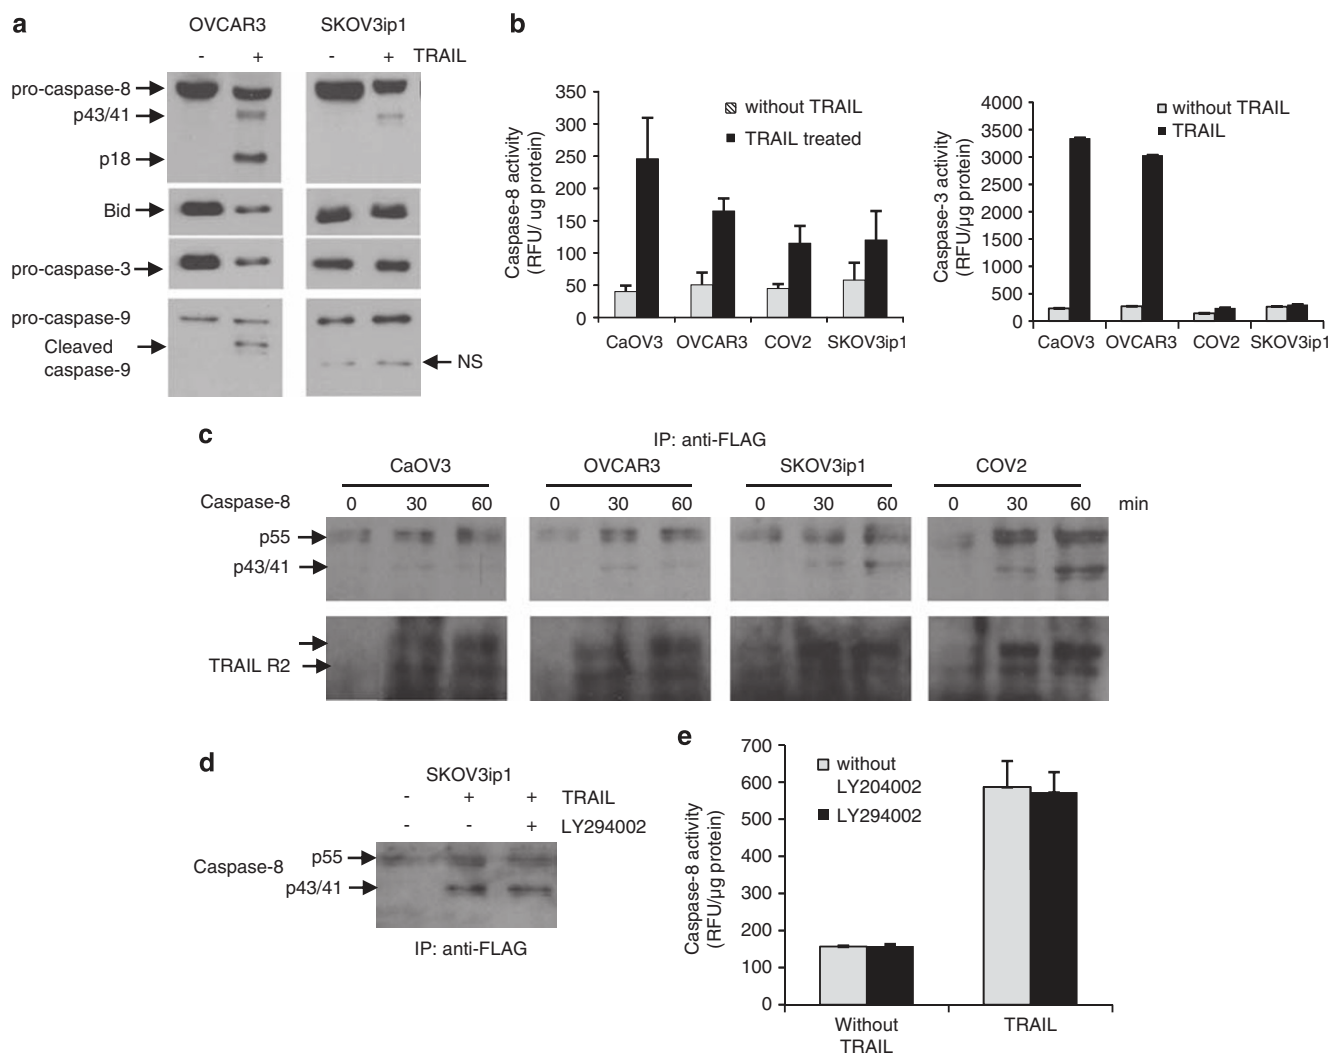 a
OVCAR3 SKOV3ip1
- + - + TRAIL
pro-caspase-8
p43/41
p18
Bid
pro-caspase-3
pro-caspase-9
Cleaved
caspase-9
NS
b
Caspase-8 activity
(RFU/ ug protein)
350
300
250
200
150
100
50
0
without TRAIL
TRAIL treated
CaOV3 OVCAR3 COV2 SKOV3ip1
Caspase-3 activity
(RFU/µg protein)
4000
3500
3000
2500
2000
1500
1000
500
0
without TRAIL
TRAIL
CaOV3 OVCAR3 COV2 SKOV3ip1
c
IP: anti-FLAG
CaOV3 OVCAR3 SKOV3ip1 COV2
Caspase-8 0 30 60 0 30 60 0 30 60 0 30 60 min
p55
p43/41
TRAIL R2
d
SKOV3ip1
- + + TRAIL
- - + LY294002
Caspase-8
p55
p43/41
IP: anti-FLAG
e
Caspase-8 activity
(RFU/µg protein)
700
600
500
400
300
200
100
0
without
LY204002
LY294002
Without
TRAIL
TRAIL